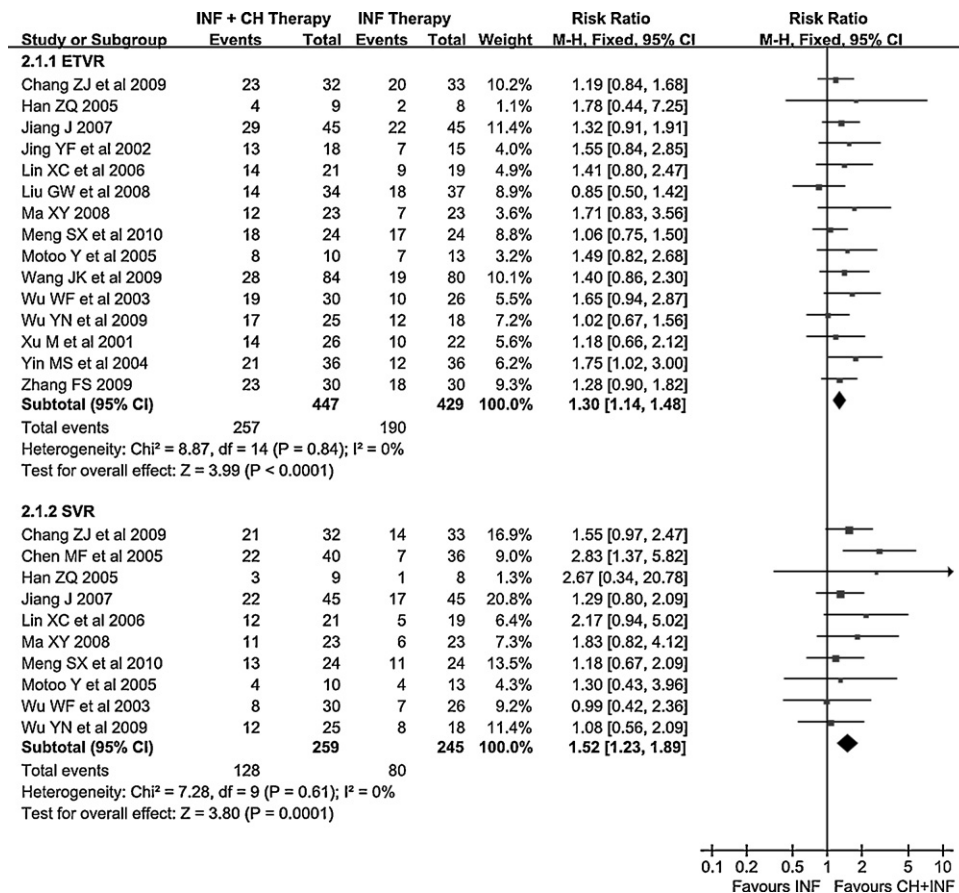 INF + CH Therapy INF Therapy Risk Ratio Risk Ratio
Study or Subgroup Events Total Events Total Weight M-H, Fixed, 95% CI M-H, Fixed, 95% CI
2.1.1 ETVR
Chang ZJ et al 2009 23 32 20 33 10.2% 1.19 [0.84, 1.68]
Han ZQ 2005 4 9 2 8 1.1% 1.78 [0.44, 7.25]
Jiang J 2007 29 45 22 45 11.4% 1.32 [0.91, 1.91]
Jing YF et al 2002 13 18 7 15 4.0% 1.55 [0.84, 2.85]
Lin XC et al 2006 14 21 9 19 4.9% 1.41 [0.80, 2.47]
Liu GW et al 2008 14 34 18 37 8.9% 0.85 [0.50, 1.42]
Ma XY 2008 12 23 7 23 3.6% 1.71 [0.83, 3.56]
Meng SX et al 2010 18 24 17 24 8.8% 1.06 [0.75, 1.50]
Motoo Y et al 2005 8 10 7 13 3.2% 1.49 [0.82, 2.68]
Wang JK et al 2009 28 84 19 80 10.1% 1.40 [0.86, 2.30]
Wu WF et al 2003 19 30 10 26 5.5% 1.65 [0.94, 2.87]
Wu YN et al 2009 17 25 12 18 7.2% 1.02 [0.67, 1.56]
Xu M et al 2001 14 26 10 22 5.6% 1.18 [0.66, 2.12]
Yin MS et al 2004 21 36 12 36 6.2% 1.75 [1.02, 3.00]
Zhang FS 2009 23 30 18 30 9.3% 1.28 [0.90, 1.82]
Subtotal (95% CI) 447 429 100.0% 1.30 [1.14, 1.48]
Total events 257 190
Heterogeneity: Chi² = 8.87, df = 14 (P = 0.84); I² = 0%
Test for overall effect: Z = 3.99 (P < 0.0001)
2.1.2 SVR
Chang ZJ et al 2009 21 32 14 33 16.9% 1.55 [0.97, 2.47]
Chen MF et al 2005 22 40 7 36 9.0% 2.83 [1.37, 5.82]
Han ZQ 2005 3 9 1 8 1.3% 2.67 [0.34, 20.78]
Jiang J 2007 22 45 17 45 20.8% 1.29 [0.80, 2.09]
Lin XC et al 2006 12 21 5 19 6.4% 2.17 [0.94, 5.02]
Ma XY 2008 11 23 6 23 7.3% 1.83 [0.82, 4.12]
Meng SX et al 2010 13 24 11 24 13.5% 1.18 [0.67, 2.09]
Motoo Y et al 2005 4 10 4 13 4.3% 1.30 [0.43, 3.96]
Wu WF et al 2003 8 30 7 26 9.2% 0.99 [0.42, 2.36]
Wu YN et al 2009 12 25 8 18 11.4% 1.08 [0.56, 2.09]
Subtotal (95% CI) 259 245 100.0% 1.52 [1.23, 1.89]
Total events 128 80
Heterogeneity: Chi² = 7.28, df = 9 (P = 0.61); I² = 0%
Test for overall effect: Z = 3.80 (P = 0.0001)
0.1 0.2 0.5 1 2 5 10
Favours INF Favours CH+INF